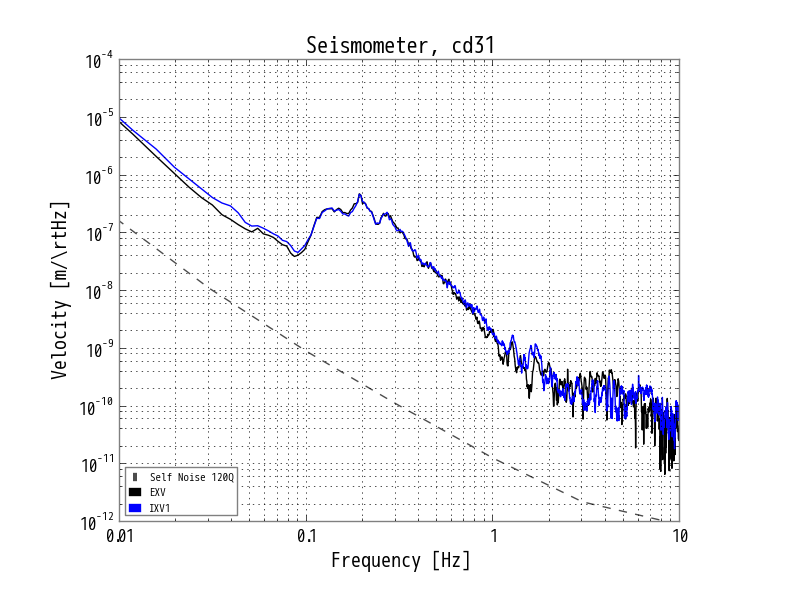 Seismometer, cd31
10^-4
10^-5
10^-6
10^-7
10^-8
10^-9
10^-10
10^-11
10^-12
Velocity [m/\rtHz]
Self Noise 120Q
EXV
IXV1
0.01 0.1 1 10
Frequency [Hz]